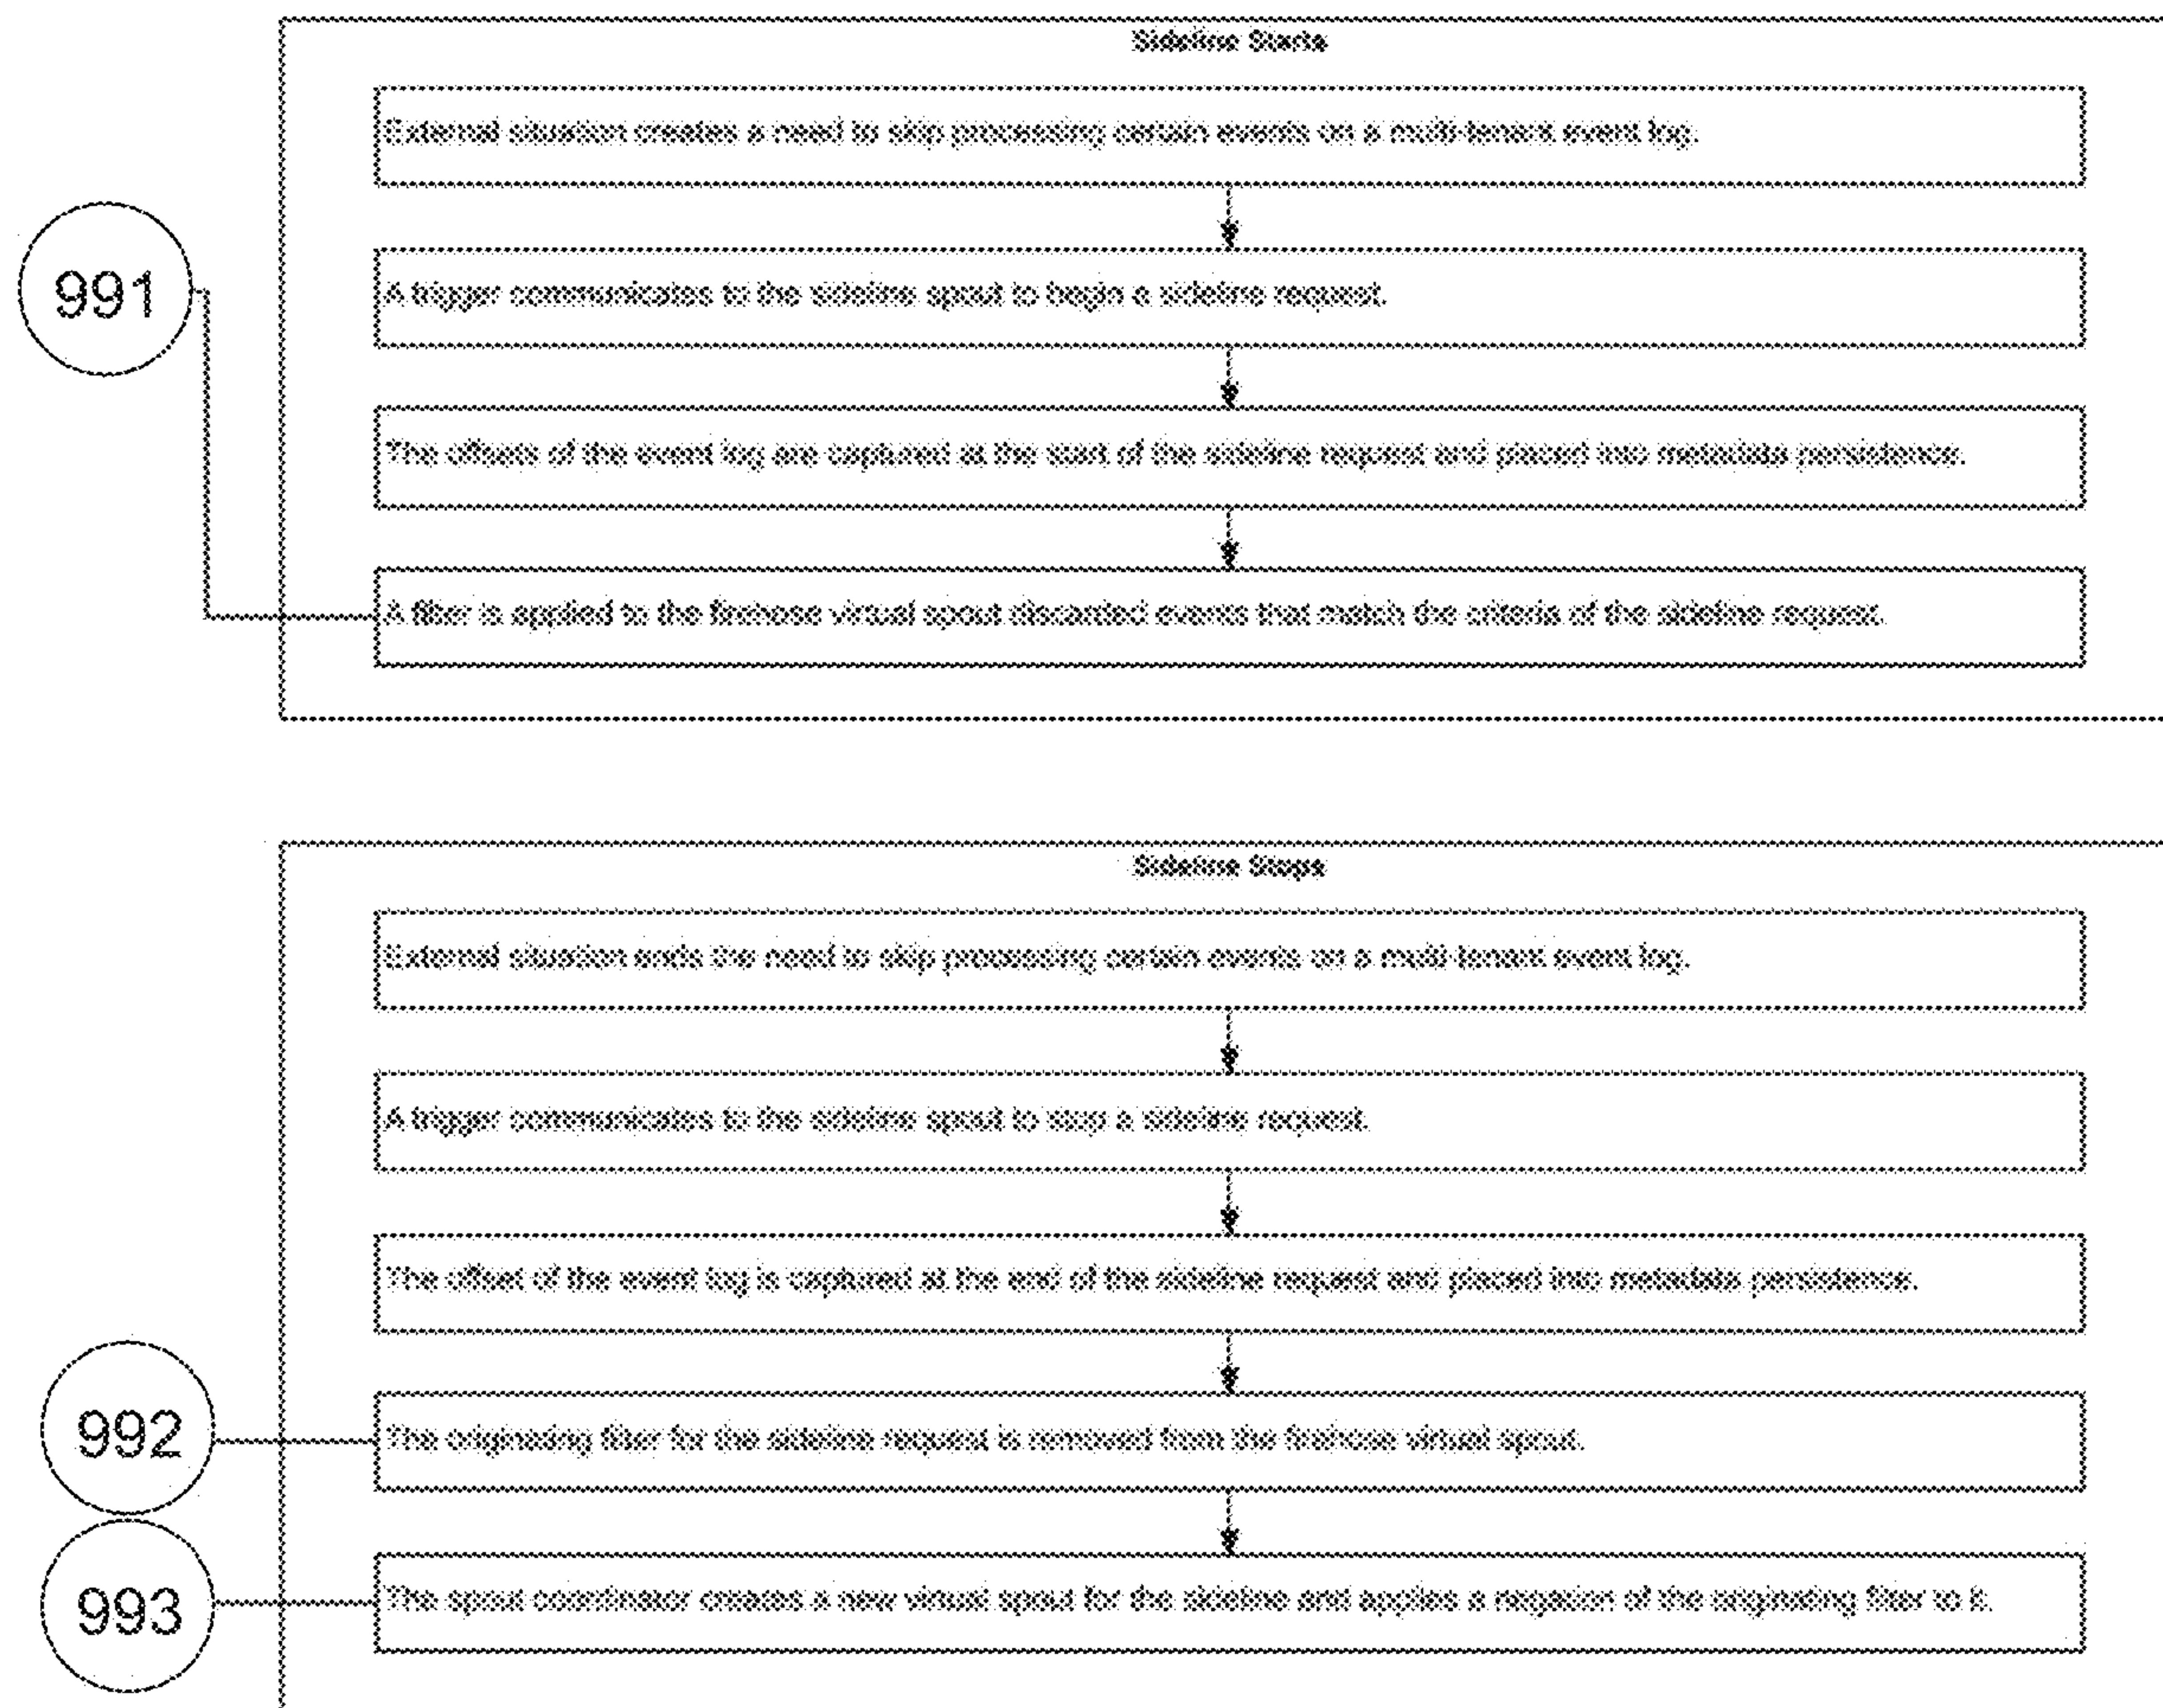 Sideline Starts
External situation creates a need to skip processing certain events on a multi-tenant event log.
A trigger communicates to the sideline spout to begin a sideline request.
991
The offsets of the event log are captured at the start of the sideline request and placed into metadata persistence.
A filter is applied to the firehose virtual spout discarded events that match the criteria of the sideline request.
Sideline Stops
External situation ends the need to skip processing certain events on a multi-tenant event log.
A trigger communicates to the sideline spout to stop a sideline request.
The offset of the event log is captured at the end of the sideline request and placed into metadata persistence.
992
The originating filter for the sideline request is removed from the firehose virtual spout.
993
The spout coordinator creates a new virtual spout for the sideline and applies a negation of the originating filter to it.